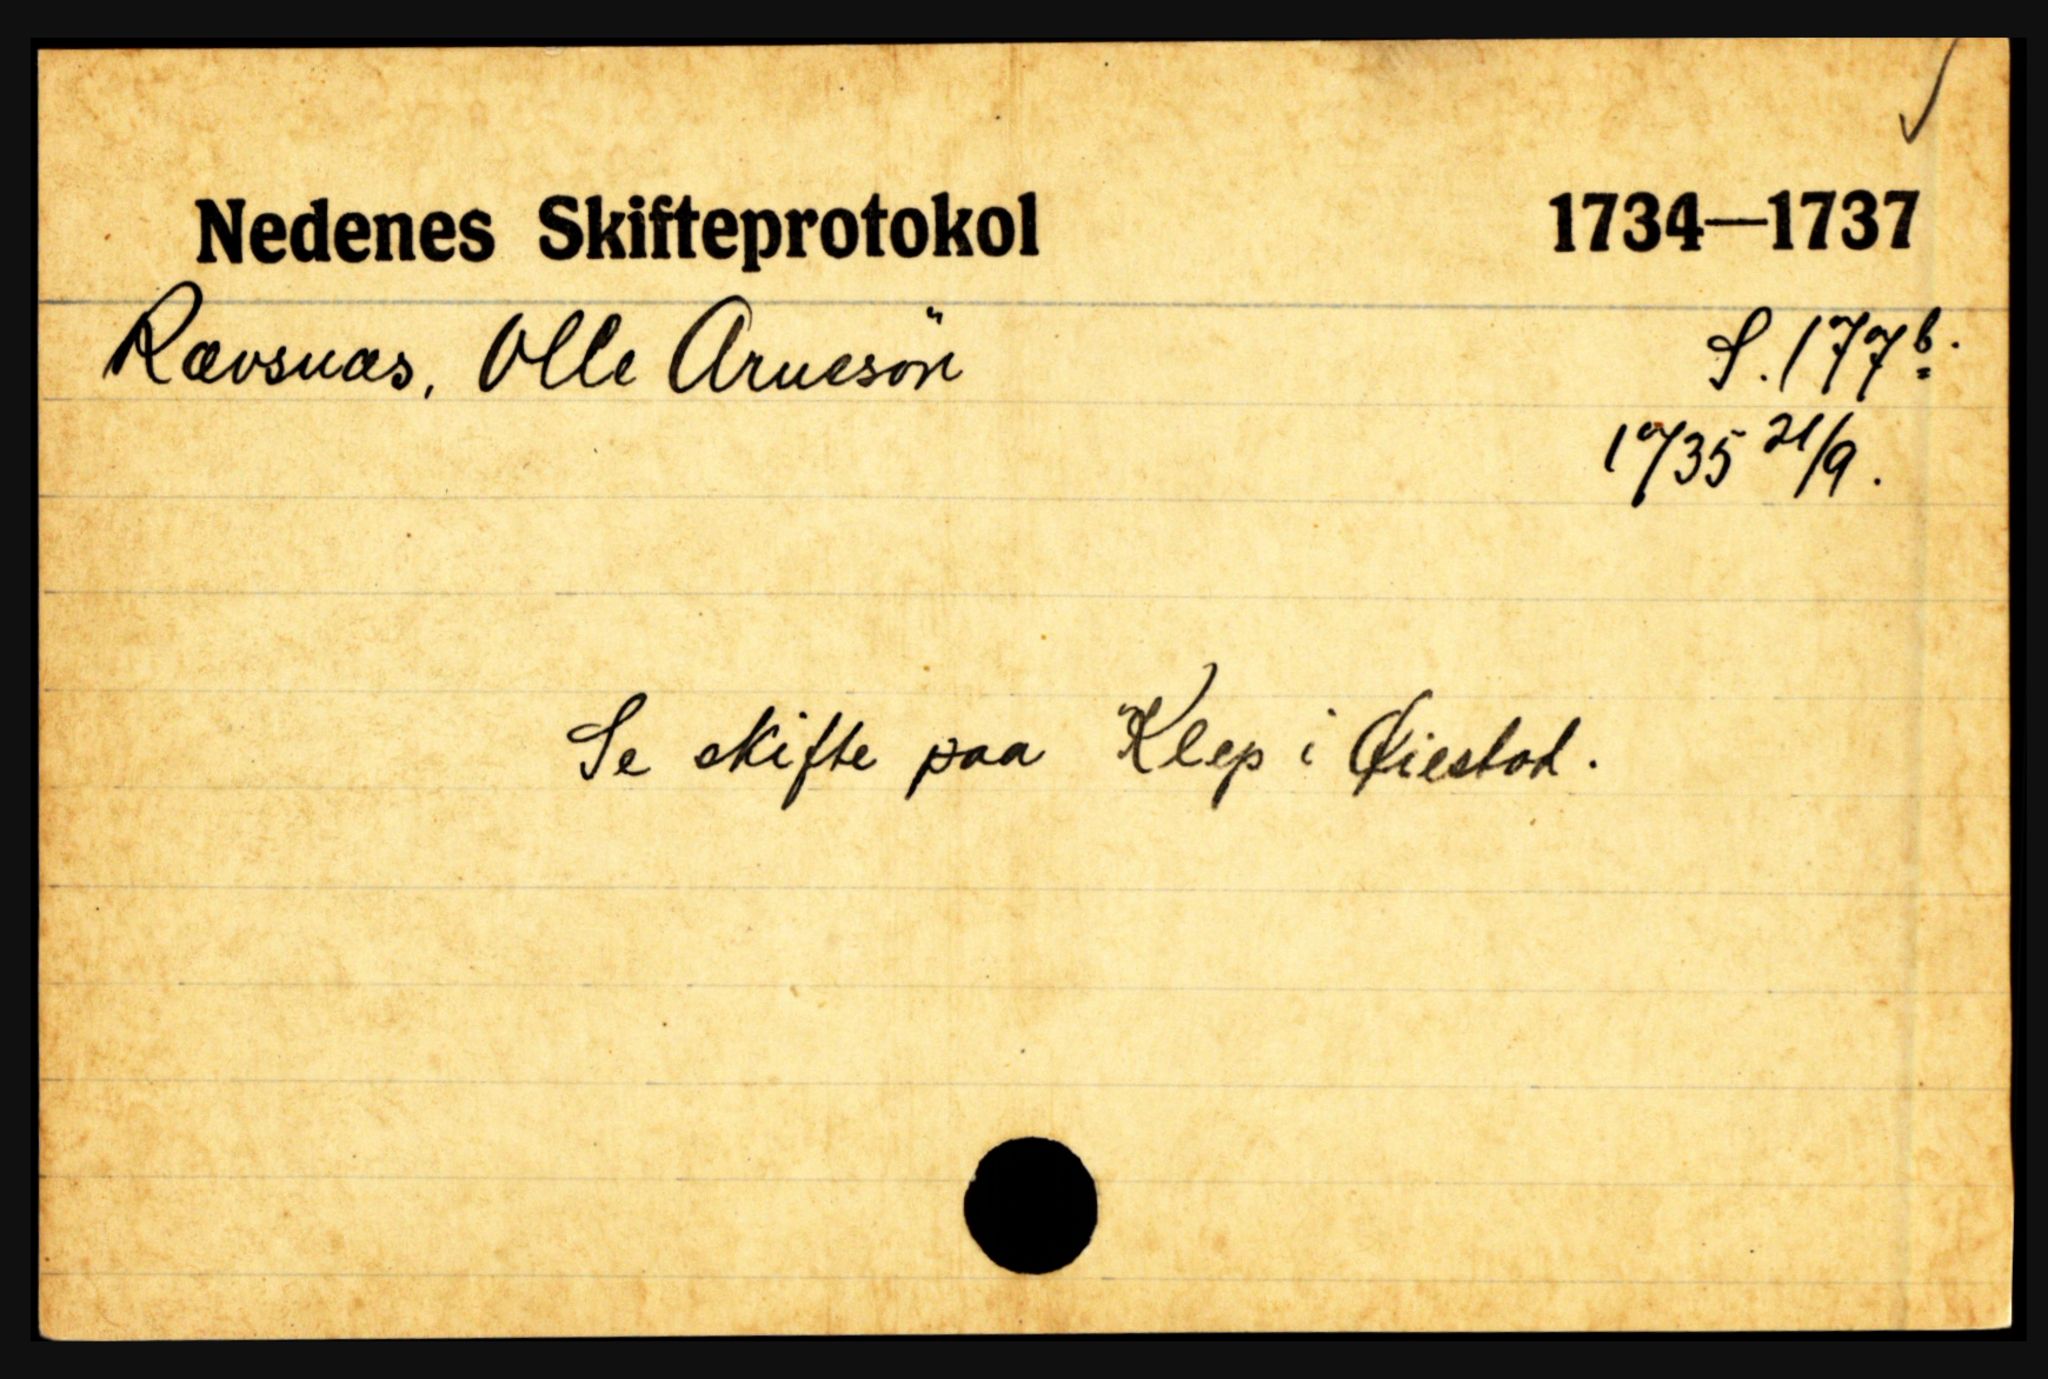 Nedenes Skifteprotokol 1734—1737
Rævsnæs, Olle Arnesön S. 177b.
1735 21/9.
Se skifte paa Klep i Øiestad.